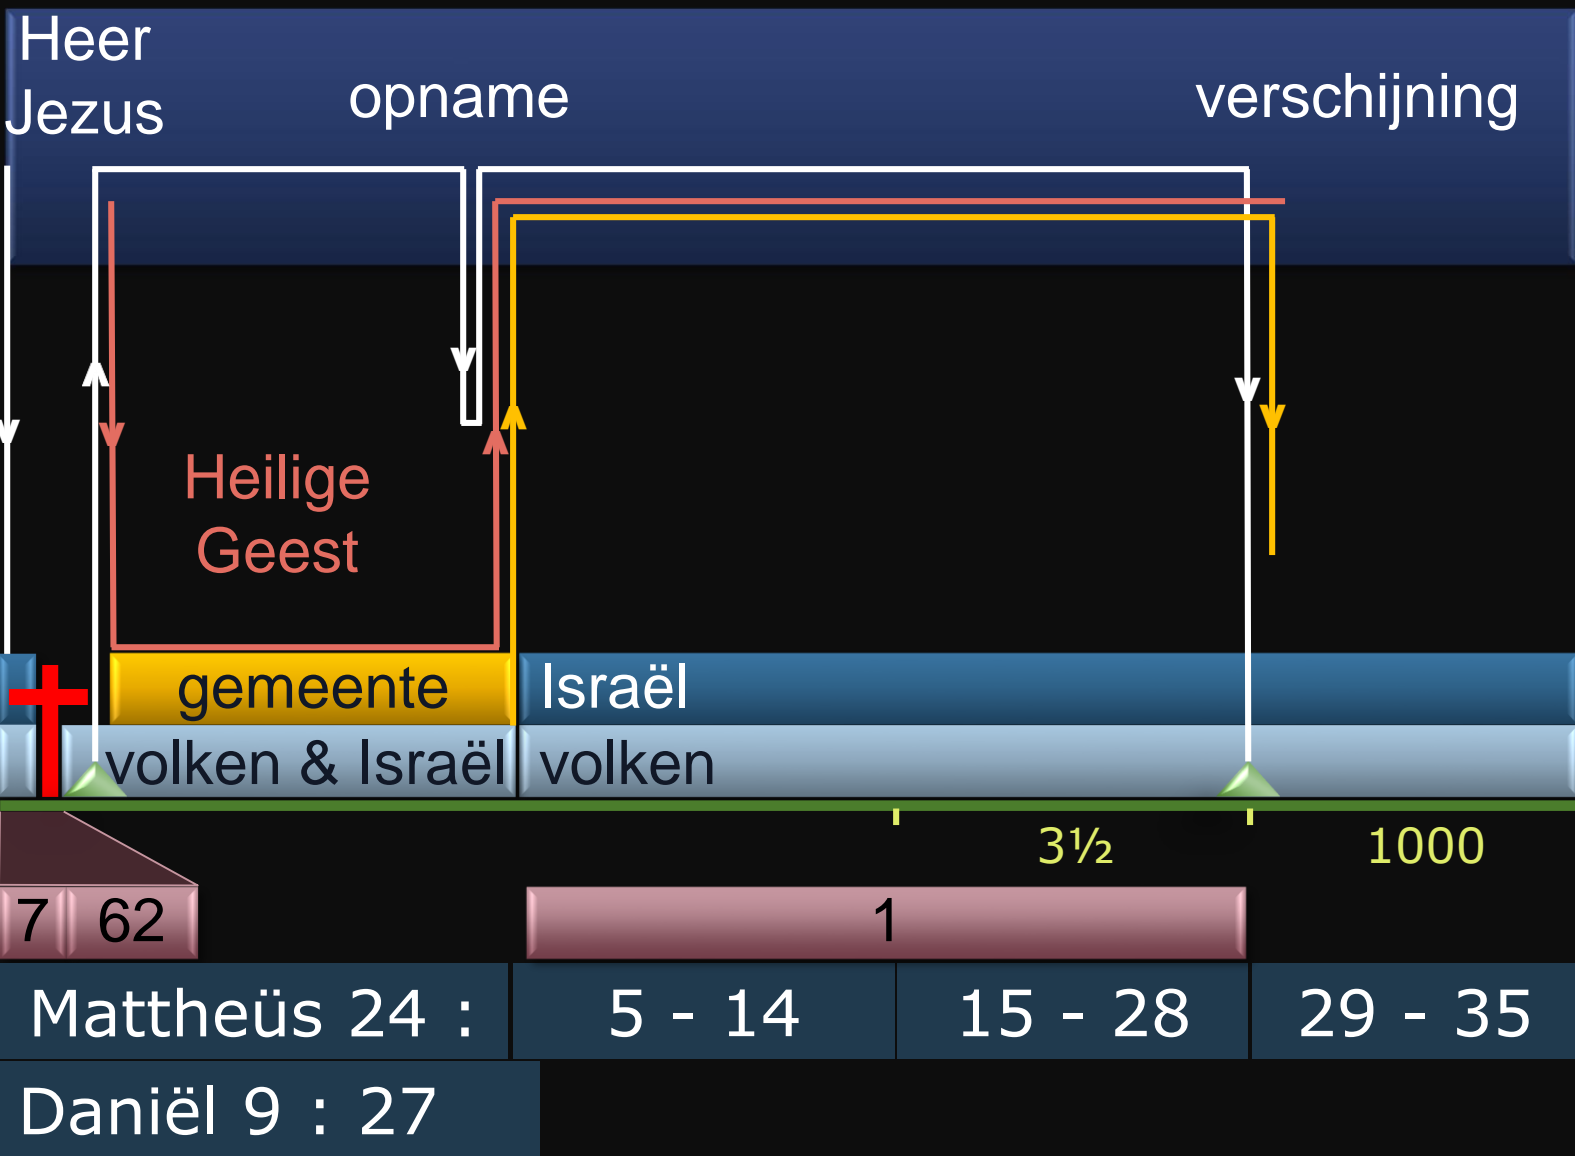 Heer
Jezus
opname
verschijning
Heilige
Geest
gemeente
Israël
volken & Israël
volken
3½
1000
7
62
1
Mattheüs 24 :
5 - 14
15 - 28
29 - 35
Daniël 9 : 27